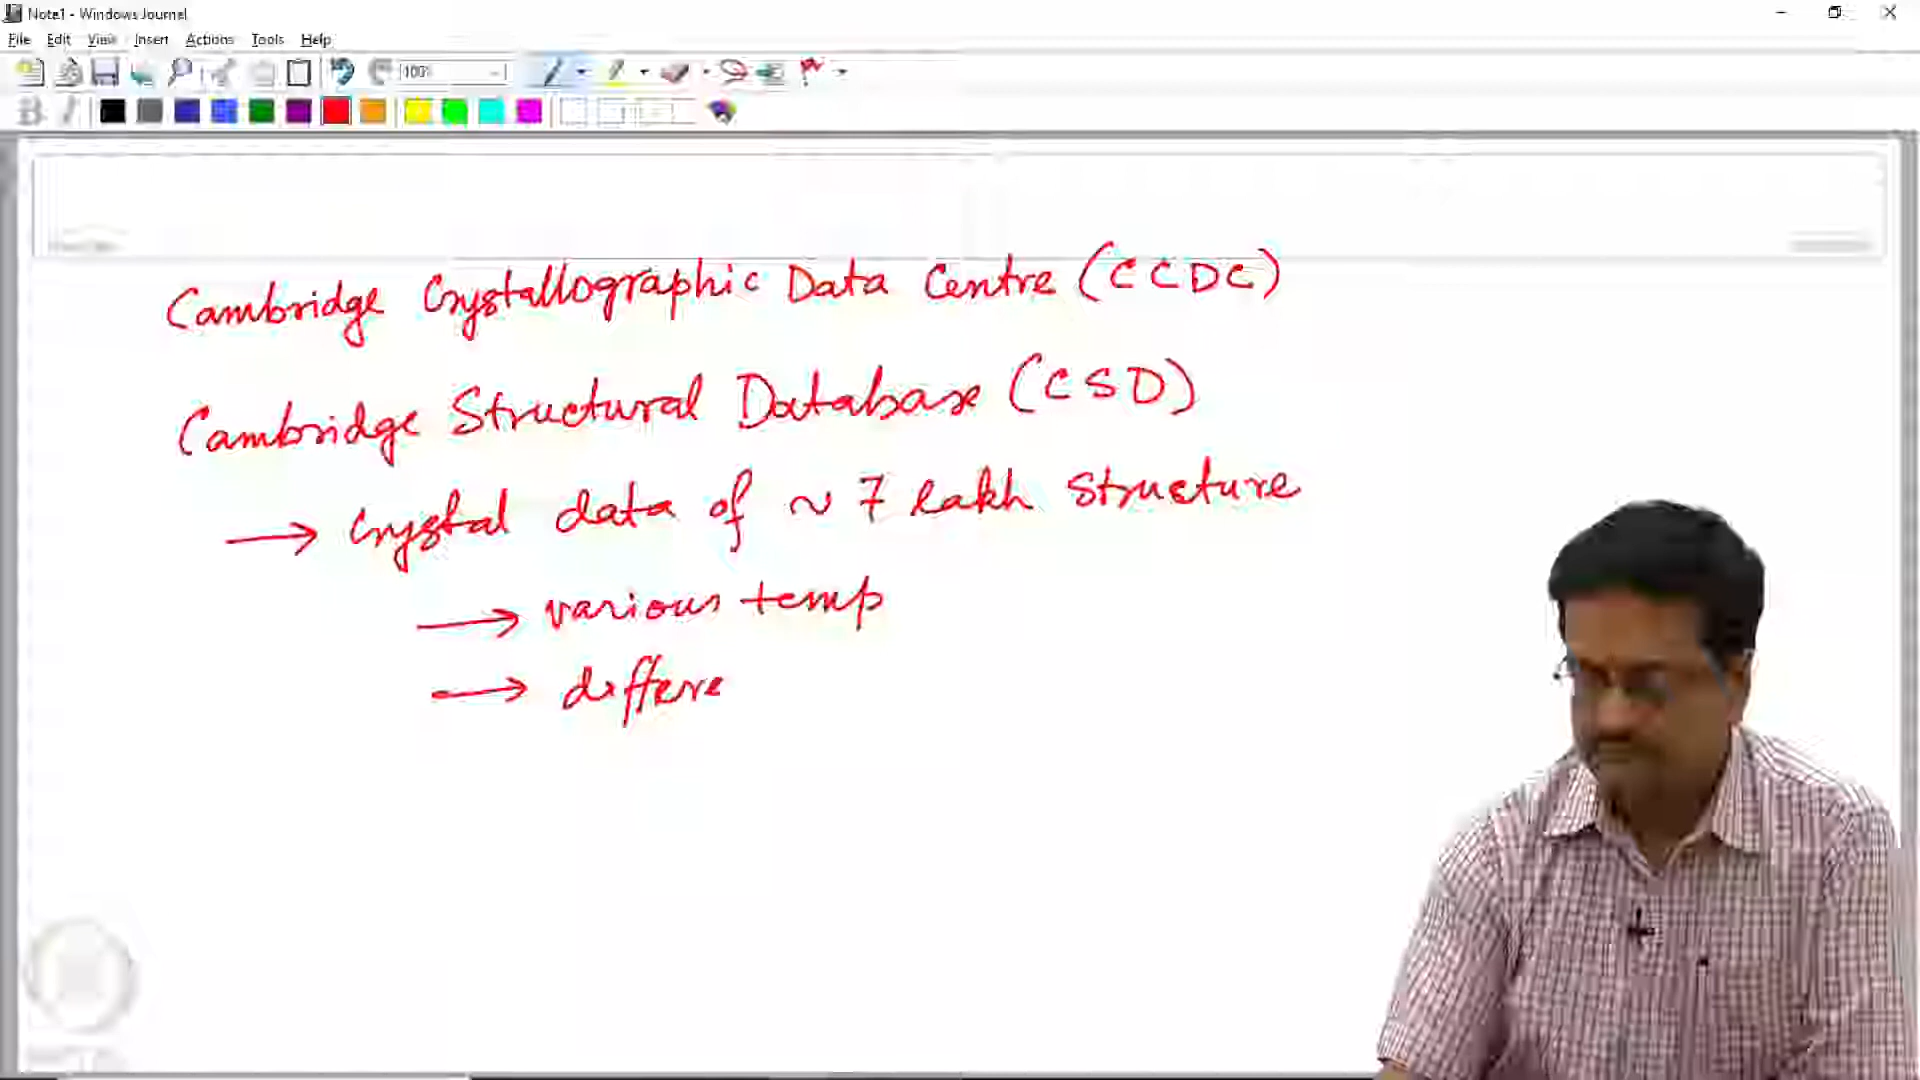 Note1 - Windows Journal
File Edit View Insert Actions Tools Help
100%
B I
Cambridge Crystallographic Data Centre (CCDC)
Cambridge Structural Database (CSD)
→ Crystal data of ~ 7 lakh structure
→ various temp
→ differe